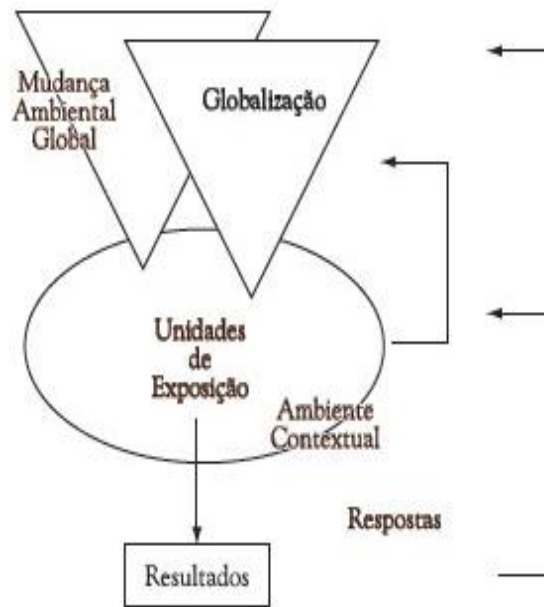 Mudança
Ambiental
Global
Globalização
Unidades
de
Exposição
Ambiente
Contextual
Respostas
Resultados